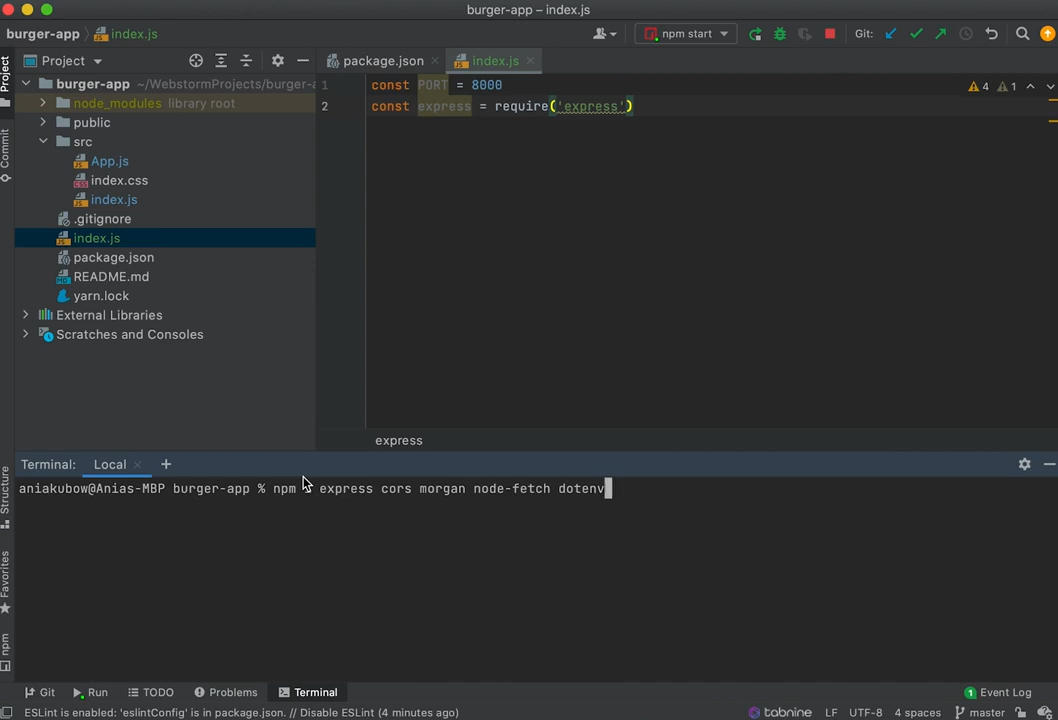 burger-app – index.js
burger-app index.js
npm start
Git:
Project
package.json
index.js
burger-app ~/WebstormProjects/burger-a
node_modules library root
public
src
App.js
index.css
index.js
.gitignore
index.js
package.json
README.md
yarn.lock
External Libraries
Scratches and Consoles
1 const PORT = 8000
2 const express = require('express')
4 1
express
Project
Commit
Structure
Favorites
npm
Terminal: Local
aniakubow@Anias-MBP burger-app % npm express cors morgan node-fetch dotenv
Git Run TODO Problems Terminal 1 Event Log
ESLint is enabled: 'eslintConfig' is in package.json. // Disable ESLint (4 minutes ago) tabnine LF UTF-8 4 spaces master